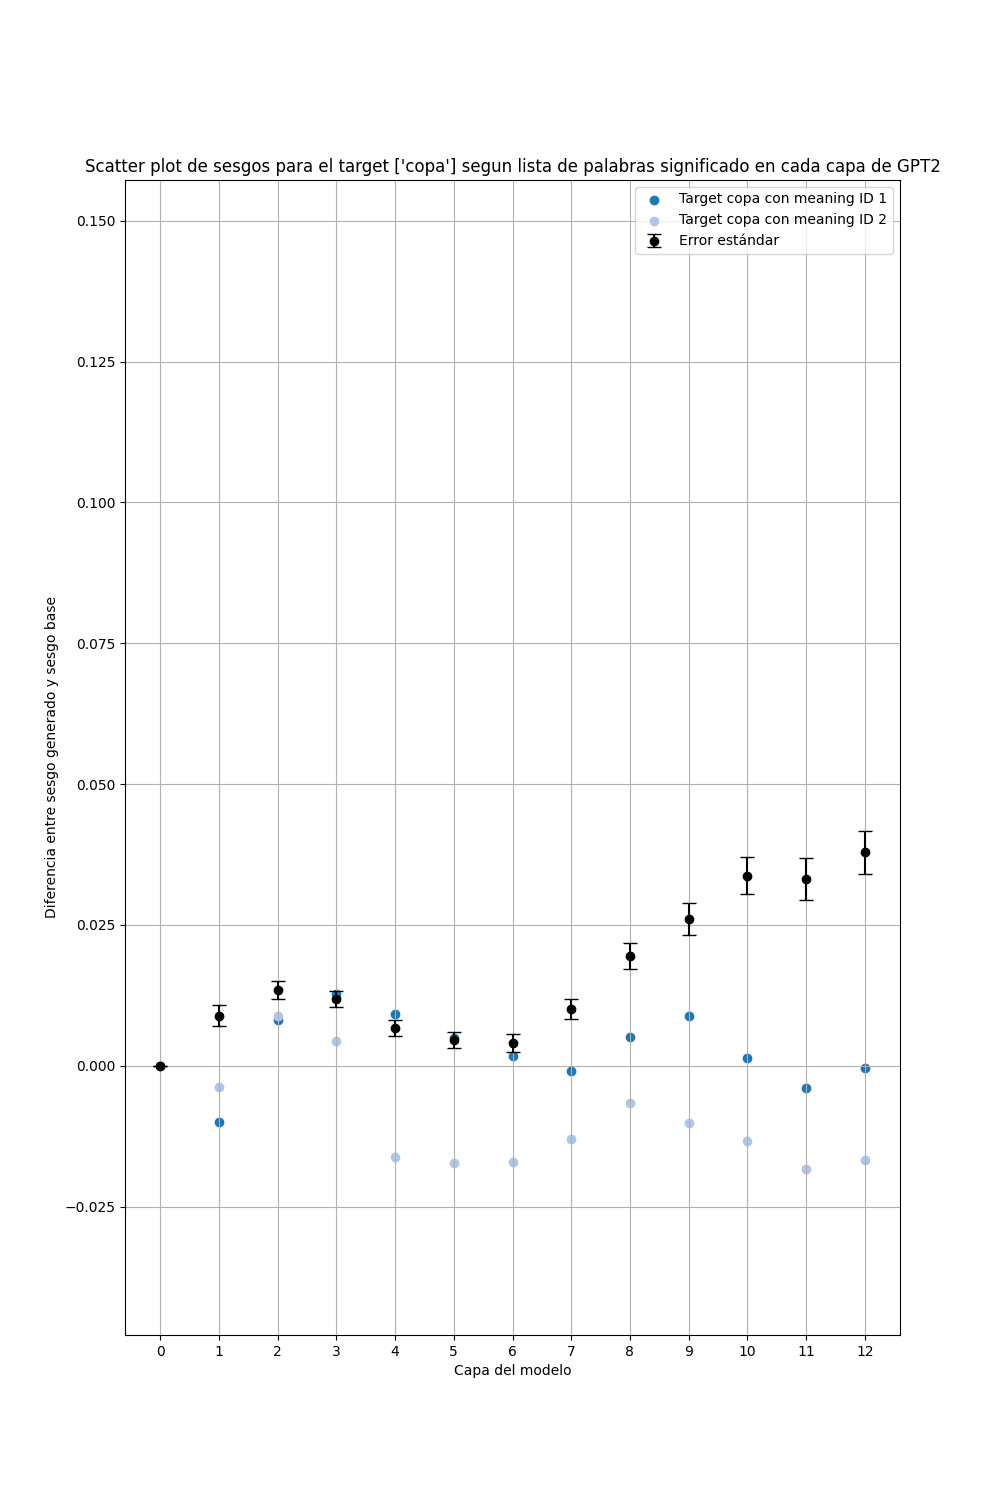 Scatter plot de sesgos para el target ['copa'] segun lista de palabras significado en cada capa de GPT2
Target copa con meaning ID 1
Target copa con meaning ID 2
Error estándar
0.150
0.125
0.100
0.075
0.050
0.025
0.000
−0.025
Diferencia entre sesgo generado y sesgo base
0 1 2 3 4 5 6 7 8 9 10 11 12
Capa del modelo